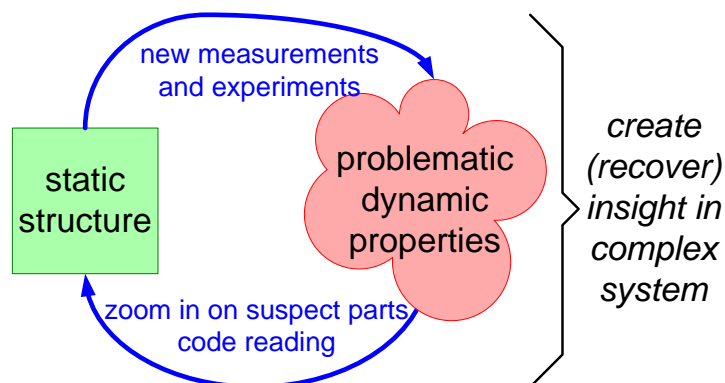 new measurements
and experiments
static
structure
problematic
dynamic
properties
zoom in on suspect parts
code reading
create
(recover)
insight in
complex
system